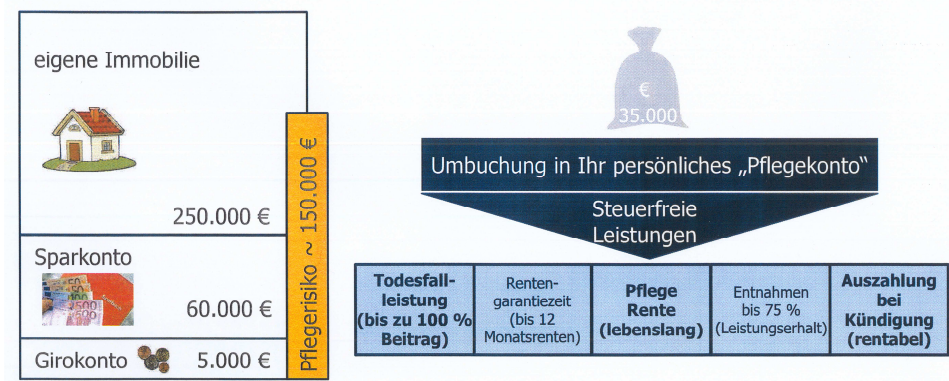 eigene Immobilie
250.000 €
Sparkonto
60.000 €
Girokonto
5.000 €
Pflegerisiko ~ 150.000 €
€
35.000
Umbuchung in Ihr persönliches „Pflegekonto“
Steuerfreie
Leistungen
Todesfall-
leistung
(bis zu 100 %
Beitrag)
Renten-
garantiezeit
(bis 12
Monatsrenten)
Pflege
Rente
(lebenslang)
Entnahmen
bis 75 %
(Leistungserhalt)
Auszahlung
bei
Kündigung
(rentabel)